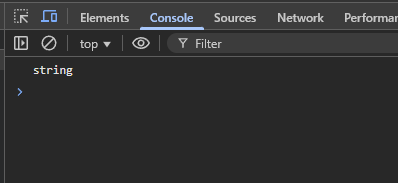 Elements Console Sources Network Performan
top Filter
string